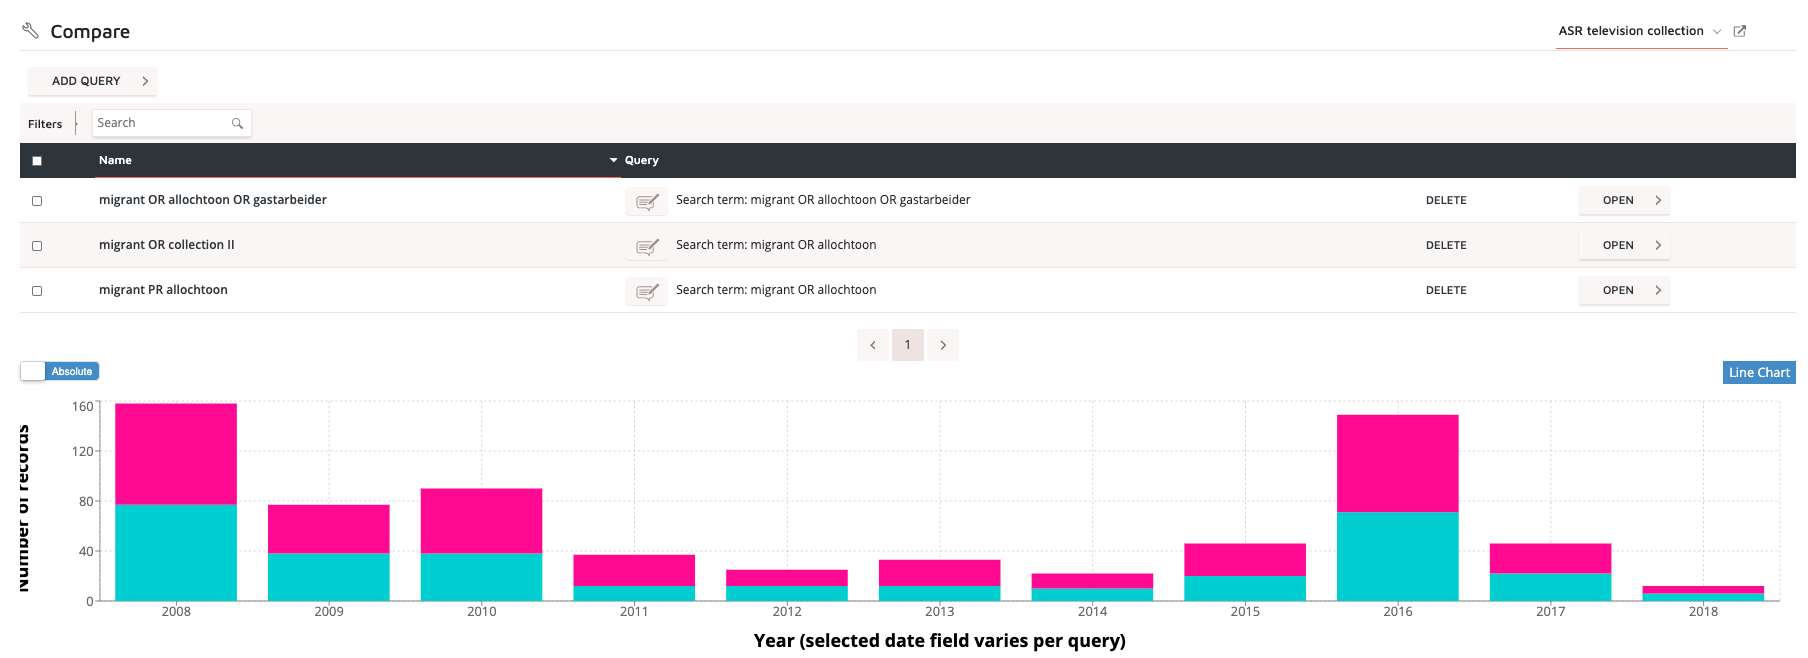 Compare
ASR television collection
ADD QUERY
Filters
Search
Name Query
migrant OR allochtoon OR gastarbeider Search term: migrant OR allochtoon OR gastarbeider DELETE OPEN
migrant OR collection II Search term: migrant OR allochtoon DELETE OPEN
migrant PR allochtoon Search term: migrant OR allochtoon DELETE OPEN
1
Absolute
Line Chart
Number of records
160
120
80
40
0
2008 2009 2010 2011 2012 2013 2014 2015 2016 2017 2018
Year (selected date field varies per query)